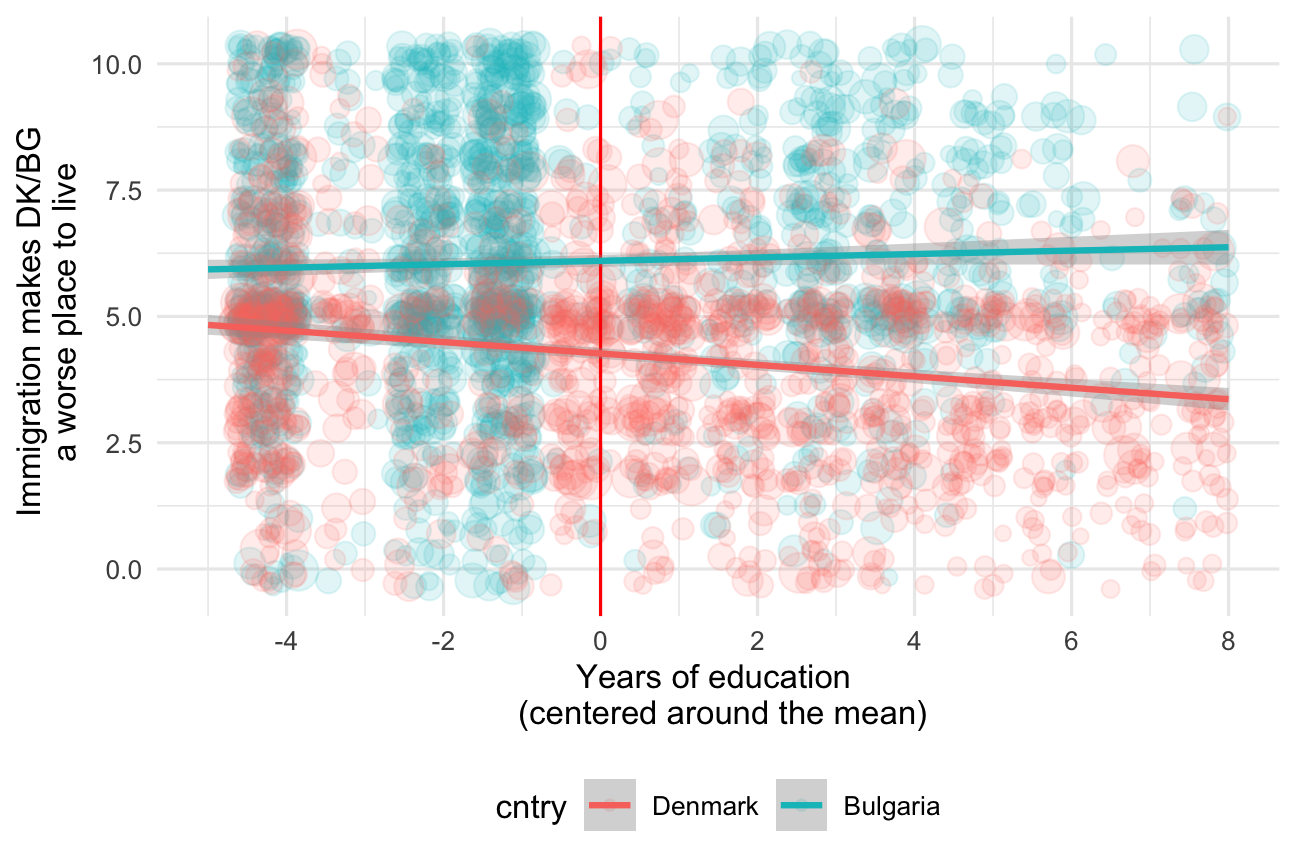 Immigration makes DK/BG
a worse place to live
10.0
7.5
5.0
2.5
0.0
-4 -2 0 2 4 6 8
Years of education
(centered around the mean)
cntry Denmark Bulgaria